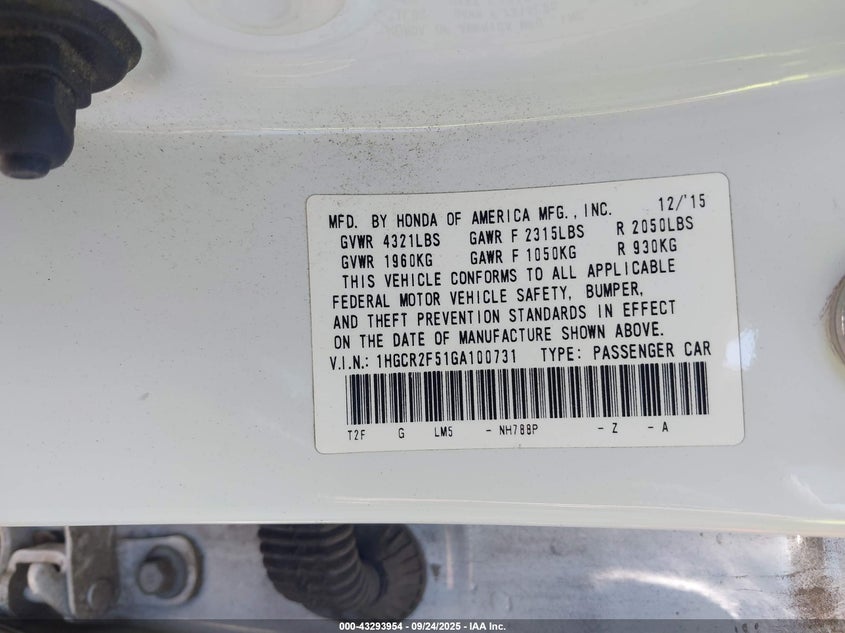 MFD. BY HONDA OF AMERICA MFG., INC. 12/'15
GVWR 4321LBS GAWR F 2315LBS R 2050LBS
GVWR 1960KG GAWR F 1050KG R 930KG
THIS VEHICLE CONFORMS TO ALL APPLICABLE
FEDERAL MOTOR VEHICLE SAFETY, BUMPER,
AND THEFT PREVENTION STANDARDS IN EFFECT
ON THE DATE OF MANUFACTURE SHOWN ABOVE.
V.I.N.: 1HGCR2F51GA100731 TYPE: PASSENGER CAR
T2F G LM5 - NH788P - Z - A
000-43293954 - 09/24/2025 - IAA Inc.